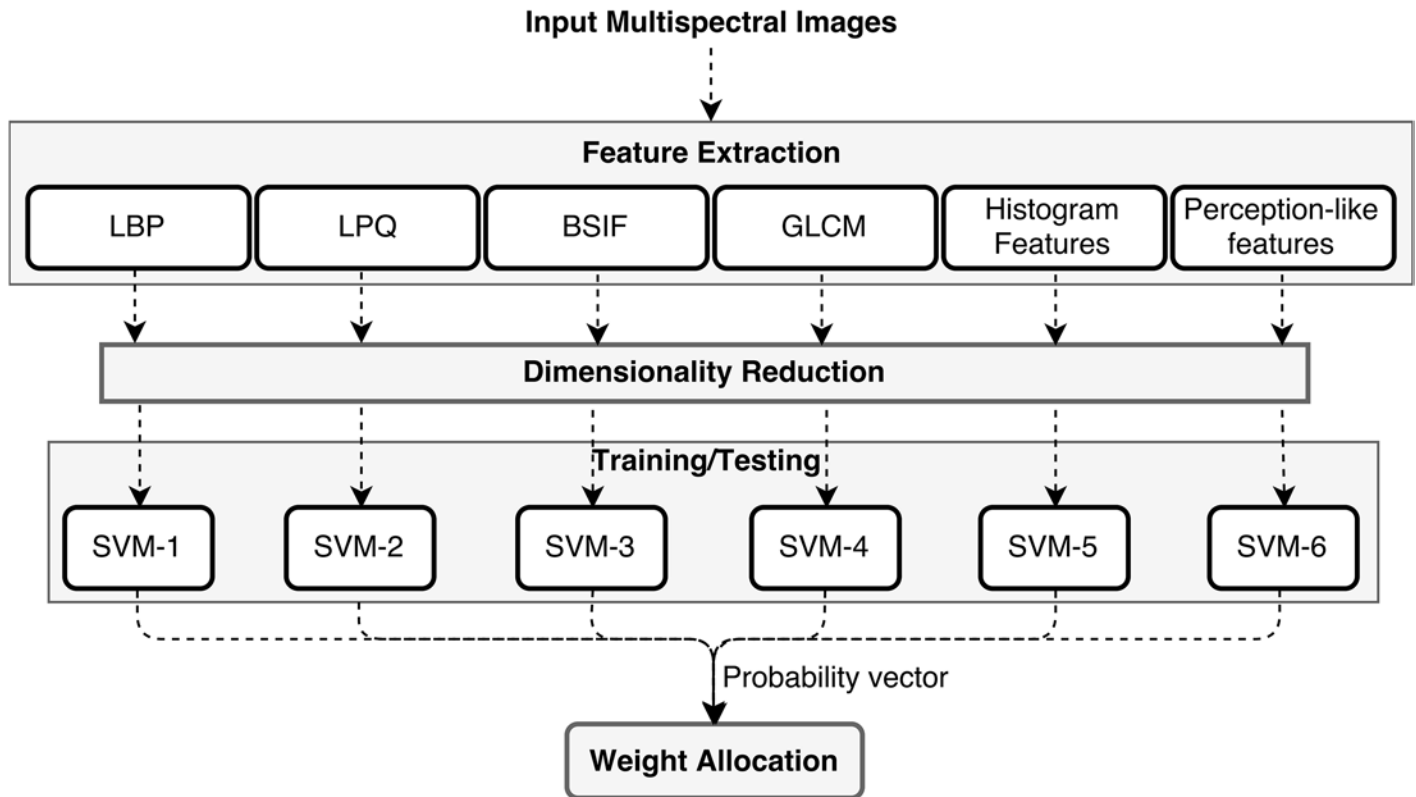 Input Multispectral Images
Feature Extraction
LBP
LPQ
BSIF
GLCM
Histogram
Features
Perception-like
features
Dimensionality Reduction
Training/Testing
SVM-1
SVM-2
SVM-3
SVM-4
SVM-5
SVM-6
Probability vector
Weight Allocation